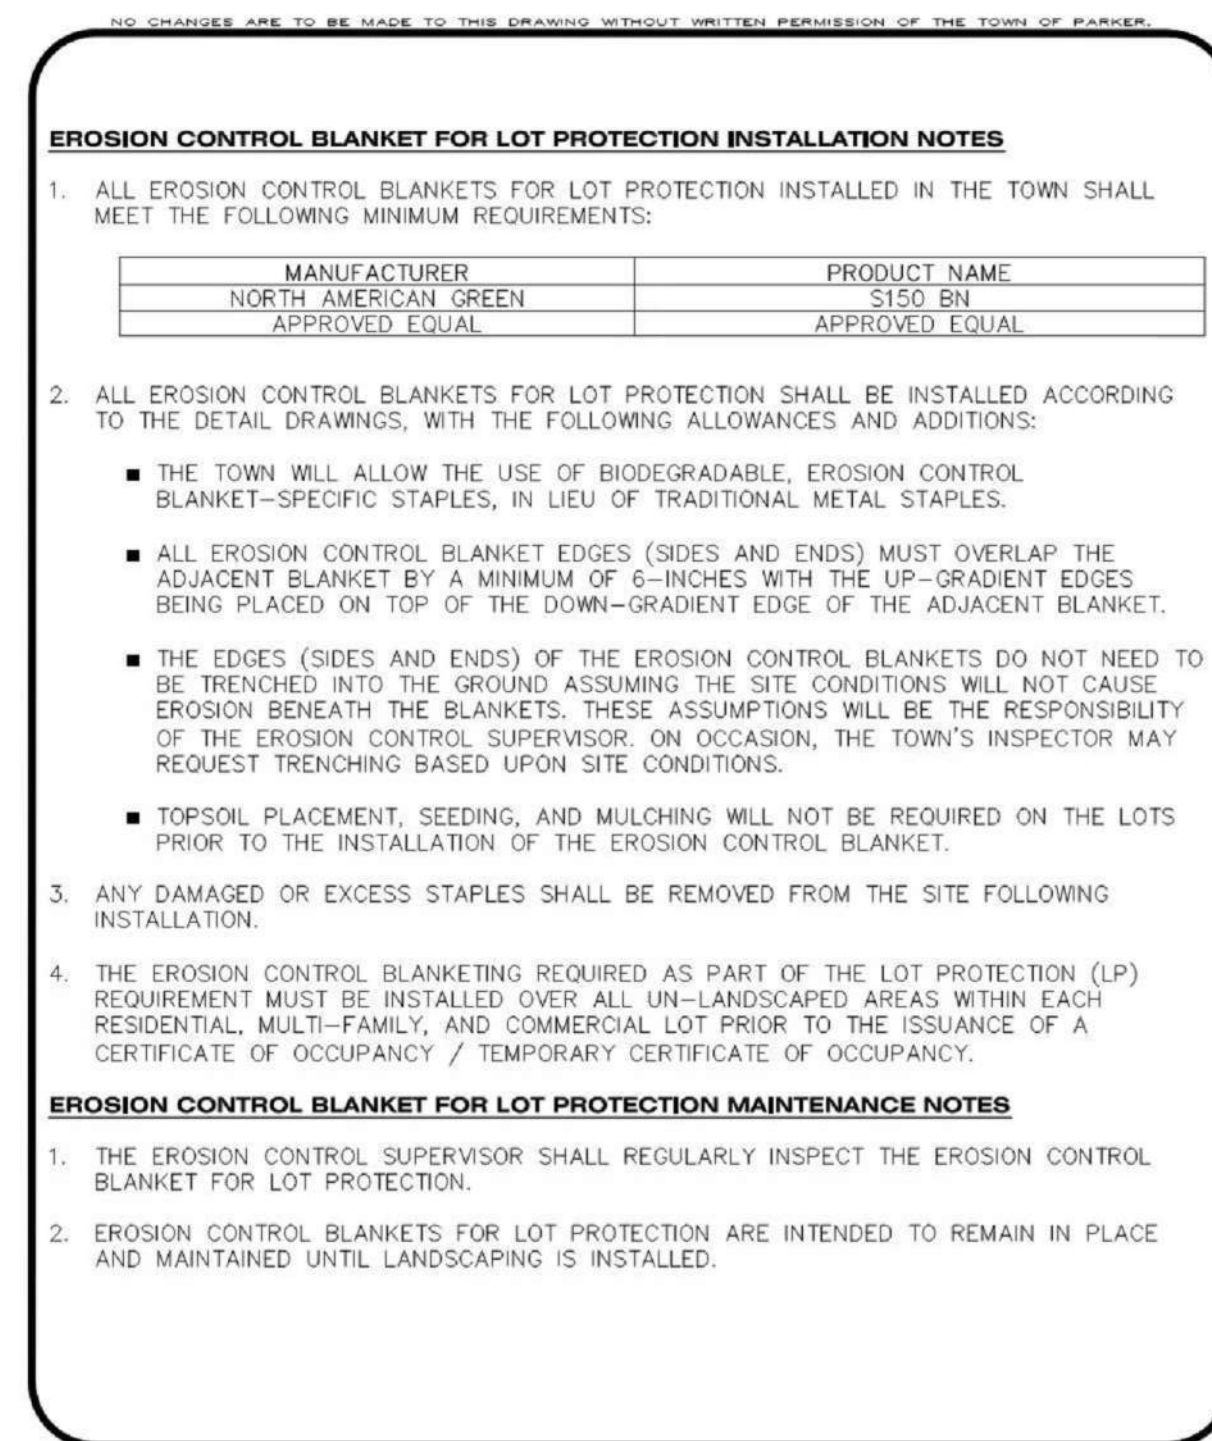 NO CHANGES ARE TO BE MADE TO THIS DRAWING WITHOUT WRITTEN PERMISSION OF THE TOWN OF PARKER.
EROSION CONTROL BLANKET FOR LOT PROTECTION INSTALLATION NOTES
1. ALL EROSION CONTROL BLANKETS FOR LOT PROTECTION INSTALLED IN THE TOWN SHALL
MEET THE FOLLOWING MINIMUM REQUIREMENTS:
MANUFACTURER PRODUCT NAME
NORTH AMERICAN GREEN S150 BN
APPROVED EQUAL APPROVED EQUAL
2. ALL EROSION CONTROL BLANKETS FOR LOT PROTECTION SHALL BE INSTALLED ACCORDING
TO THE DETAIL DRAWINGS, WITH THE FOLLOWING ALLOWANCES AND ADDITIONS:
■ THE TOWN WILL ALLOW THE USE OF BIODEGRADABLE, EROSION CONTROL
BLANKET-SPECIFIC STAPLES, IN LIEU OF TRADITIONAL METAL STAPLES.
■ ALL EROSION CONTROL BLANKET EDGES (SIDES AND ENDS) MUST OVERLAP THE
ADJACENT BLANKET BY A MINIMUM OF 6-INCHES WITH THE UP-GRADIENT EDGES
BEING PLACED ON TOP OF THE DOWN-GRADIENT EDGE OF THE ADJACENT BLANKET.
■ THE EDGES (SIDES AND ENDS) OF THE EROSION CONTROL BLANKETS DO NOT NEED TO
BE TRENCHED INTO THE GROUND ASSUMING THE SITE CONDITIONS WILL NOT CAUSE
EROSION BENEATH THE BLANKETS. THESE ASSUMPTIONS WILL BE THE RESPONSIBILITY
OF THE EROSION CONTROL SUPERVISOR. ON OCCASION, THE TOWN'S INSPECTOR MAY
REQUEST TRENCHING BASED UPON SITE CONDITIONS.
■ TOPSOIL PLACEMENT, SEEDING, AND MULCHING WILL NOT BE REQUIRED ON THE LOTS
PRIOR TO THE INSTALLATION OF THE EROSION CONTROL BLANKET.
3. ANY DAMAGED OR EXCESS STAPLES SHALL BE REMOVED FROM THE SITE FOLLOWING
INSTALLATION.
4. THE EROSION CONTROL BLANKETING REQUIRED AS PART OF THE LOT PROTECTION (LP)
REQUIREMENT MUST BE INSTALLED OVER ALL UN-LANDSCAPED AREAS WITHIN EACH
RESIDENTIAL, MULTI-FAMILY, AND COMMERCIAL LOT PRIOR TO THE ISSUANCE OF A
CERTIFICATE OF OCCUPANCY / TEMPORARY CERTIFICATE OF OCCUPANCY.
EROSION CONTROL BLANKET FOR LOT PROTECTION MAINTENANCE NOTES
1. THE EROSION CONTROL SUPERVISOR SHALL REGULARLY INSPECT THE EROSION CONTROL
BLANKET FOR LOT PROTECTION.
2. EROSION CONTROL BLANKETS FOR LOT PROTECTION ARE INTENDED TO REMAIN IN PLACE
AND MAINTAINED UNTIL LANDSCAPING IS INSTALLED.